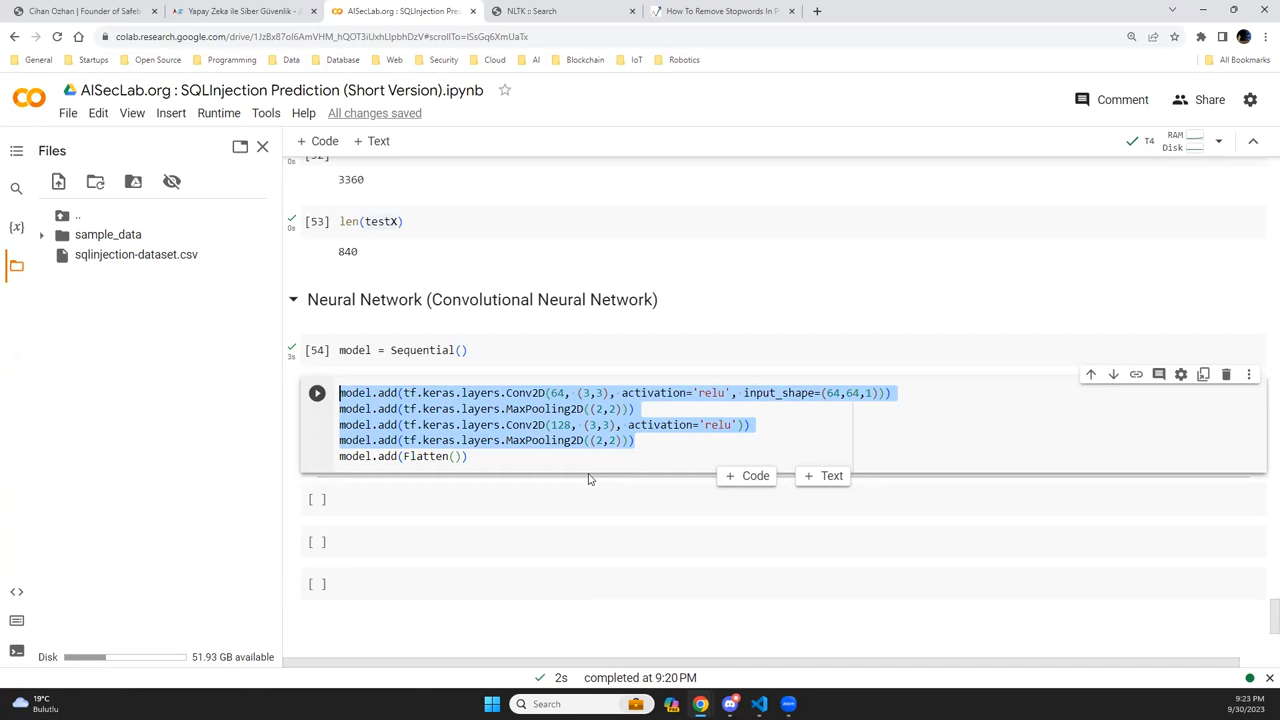 Cihan Ozhan | Founder of Safeb
Yapay Zeka ile Siber Güvenlik - A
AISecLab.org : SQLInjection Pred
NLTK :: Search
How To Remove Stopwords In P
colab.research.google.com/drive/1JzBx87oI6AmVHM_hQOT3iUxhLIpbhDzV#scrollTo=ISsGq6XmUaTx
General
Startups
Open Source
Programming
Data
Database
Web
Security
Cloud
AI
Blockchain
IoT
Robotics
All Bookmarks
AISecLab.org : SQLInjection Prediction (Short Version).ipynb
Comment
Share
File Edit View Insert Runtime Tools Help All changes saved
Files
+ Code + Text
T4
RAM
Disk
..
sample_data
sqlinjection-dataset.csv
[52]
0s
3360
[53] len(testX)
0s
840
Neural Network (Convolutional Neural Network)
[54] model = Sequential()
3s
model.add(tf.keras.layers.Conv2D(64, (3,3), activation='relu', input_shape=(64,64,1)))
model.add(tf.keras.layers.MaxPooling2D((2,2)))
model.add(tf.keras.layers.Conv2D(128, (3,3), activation='relu'))
model.add(tf.keras.layers.MaxPooling2D((2,2)))
model.add(Flatten())
+ Code + Text
[ ]
[ ]
[ ]
Disk
51.93 GB available
2s completed at 9:20 PM
19°C
Bulutlu
Search
9:23 PM
9/30/2023